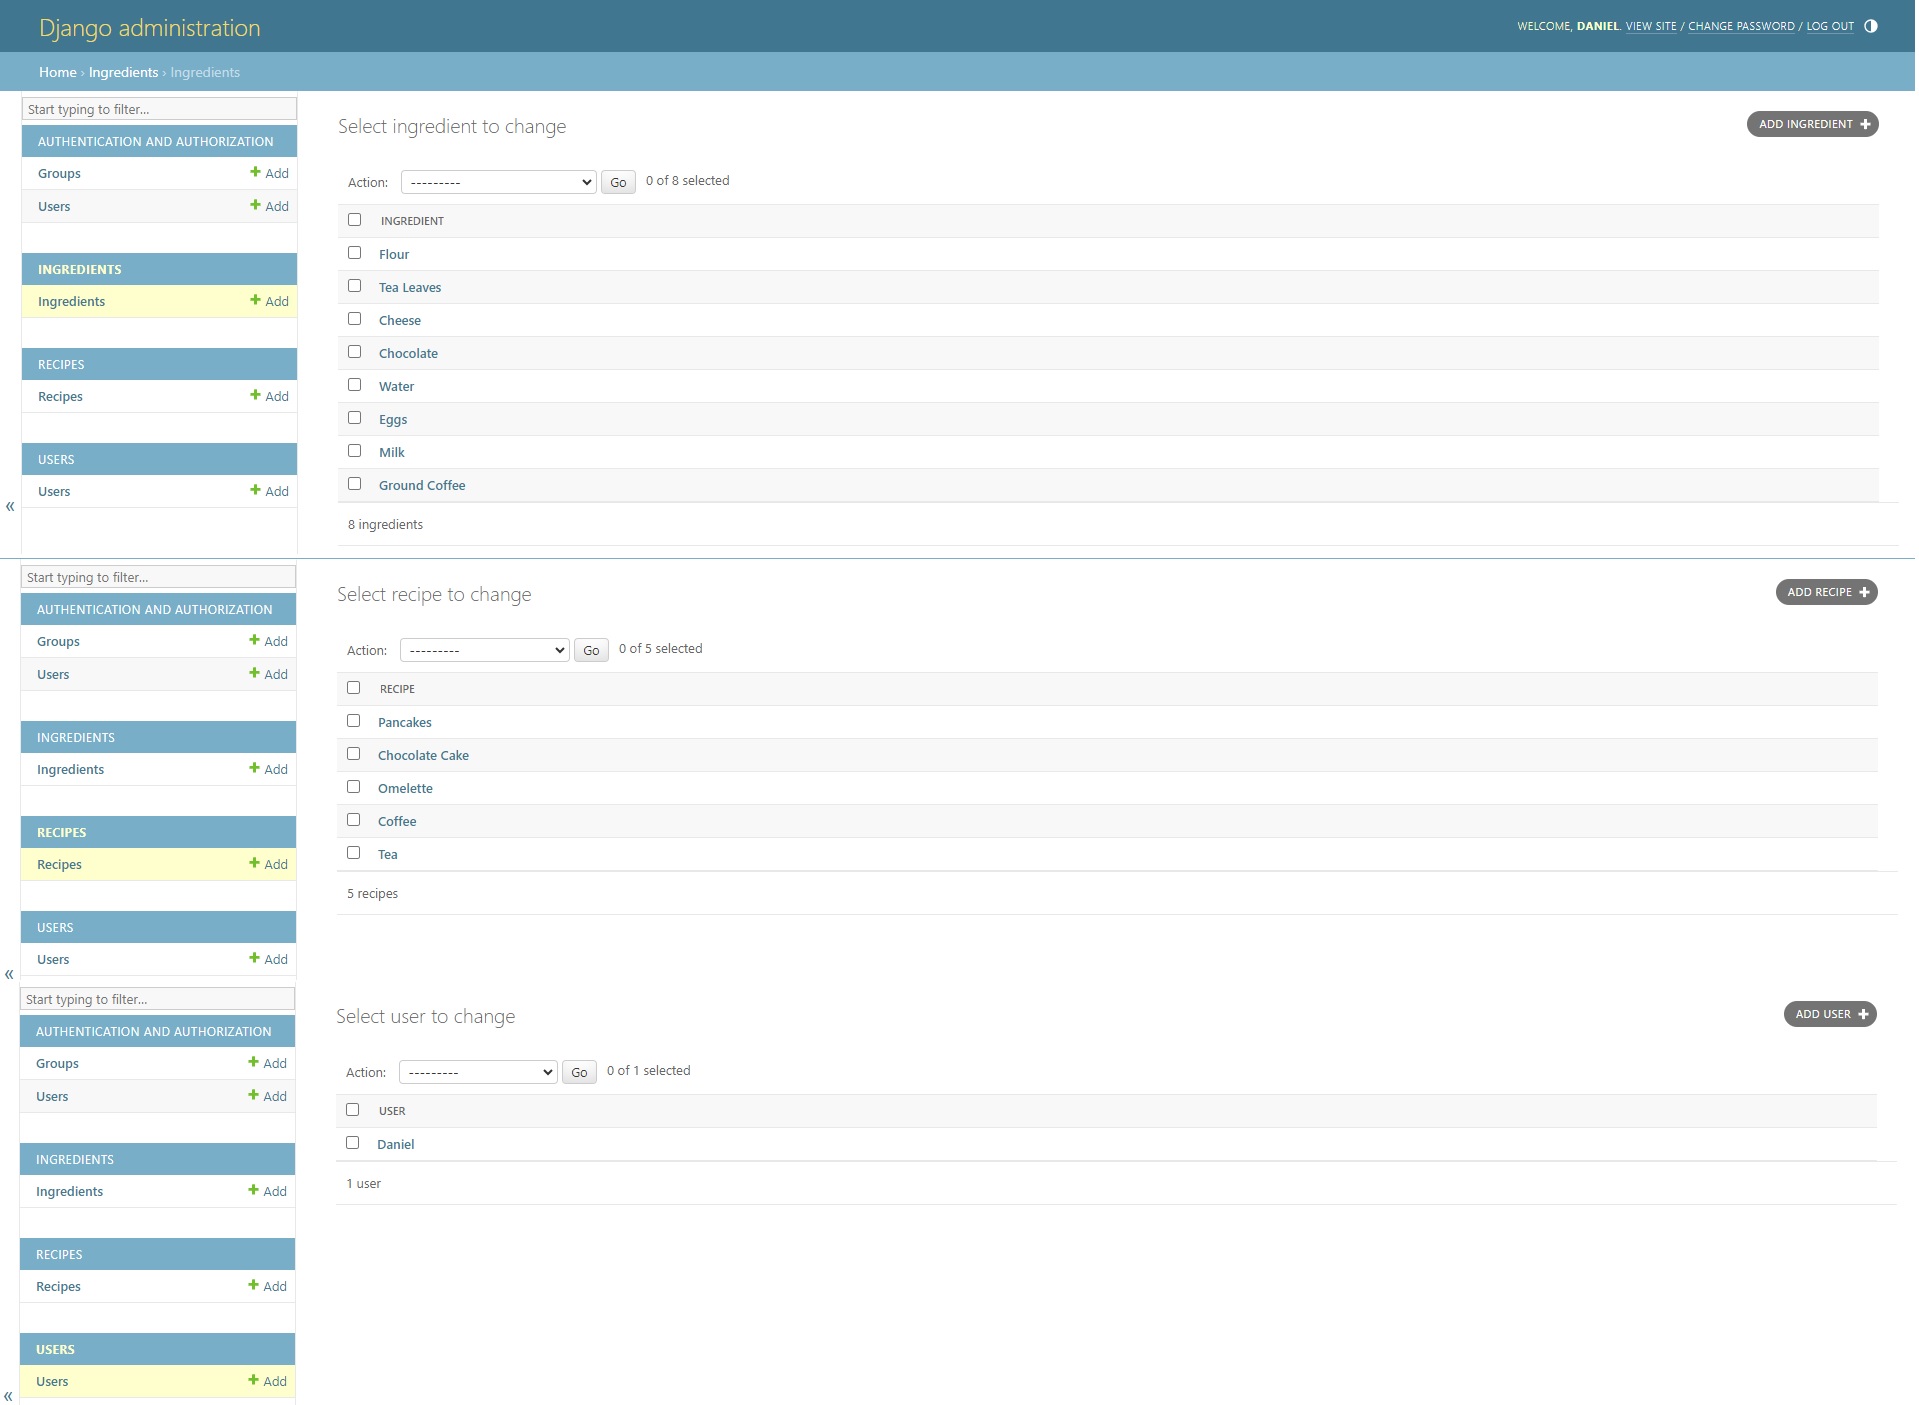 Django administration
WELCOME, DANIEL. VIEW SITE / CHANGE PASSWORD / LOG OUT
Home › Ingredients › Ingredients
Start typing to filter...
AUTHENTICATION AND AUTHORIZATION
Groups + Add
Users + Add
INGREDIENTS
Ingredients + Add
RECIPES
Recipes + Add
USERS
Users + Add
«
Select ingredient to change
ADD INGREDIENT +
Action: --------- Go 0 of 8 selected
INGREDIENT
Flour
Tea Leaves
Cheese
Chocolate
Water
Eggs
Milk
Ground Coffee
8 ingredients
Start typing to filter...
AUTHENTICATION AND AUTHORIZATION
Groups + Add
Users + Add
INGREDIENTS
Ingredients + Add
RECIPES
Recipes + Add
USERS
Users + Add
«
Select recipe to change
ADD RECIPE +
Action: --------- Go 0 of 5 selected
RECIPE
Pancakes
Chocolate Cake
Omelette
Coffee
Tea
5 recipes
Start typing to filter...
AUTHENTICATION AND AUTHORIZATION
Groups + Add
Users + Add
INGREDIENTS
Ingredients + Add
RECIPES
Recipes + Add
USERS
Users + Add
«
Select user to change
ADD USER +
Action: --------- Go 0 of 1 selected
USER
Daniel
1 user